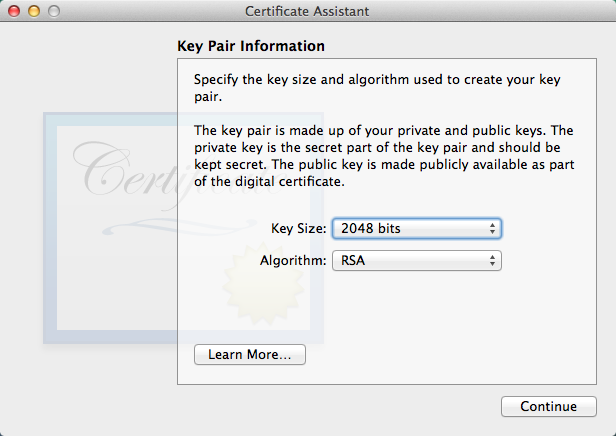 Certificate Assistant
Key Pair Information
Specify the key size and algorithm used to create your key
pair.
The key pair is made up of your private and public keys. The
private key is the secret part of the key pair and should be
kept secret. The public key is made publicly available as part
of the digital certificate.
Key Size: 2048 bits
Algorithm: RSA
Learn More...
Continue